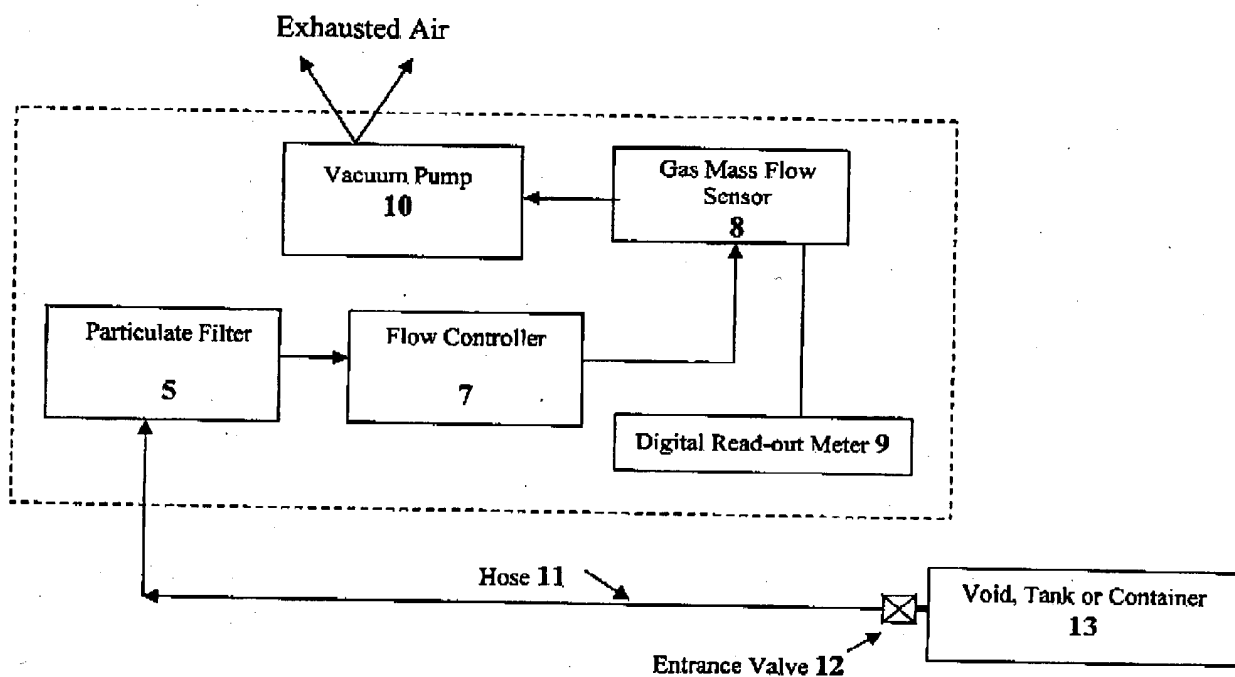 Exhausted Air
Vacuum Pump
10
Gas Mass Flow
Sensor
8
Particulate Filter
5
Flow Controller
7
Digital Read-out Meter 9
Hose 11
Entrance Valve 12
Void, Tank or Container
13